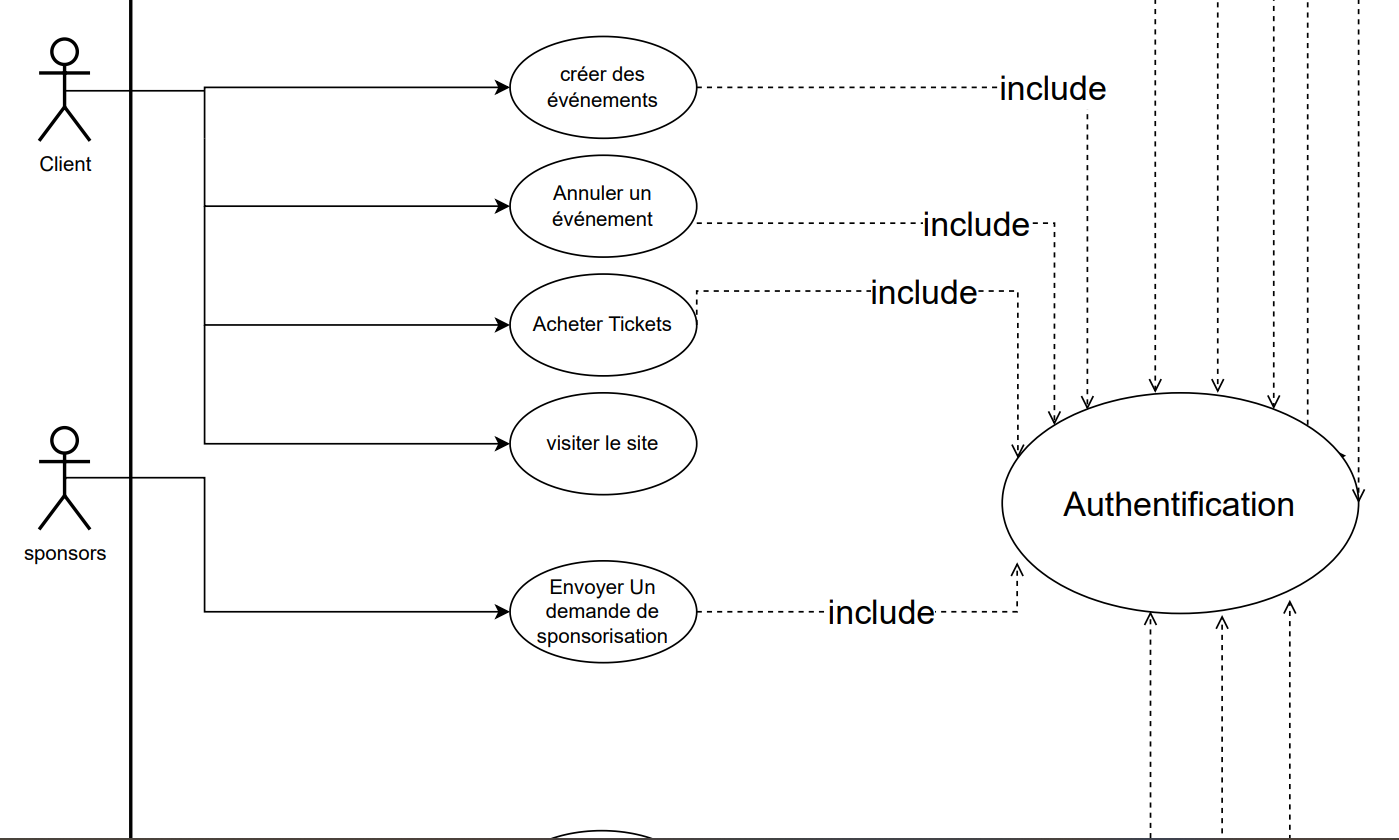 créer des
événements
include
Client
Annuler un
événement
include
include
Acheter Tickets
visiter le site
Authentification
sponsors
Envoyer Un
demande de
sponsorisation
include